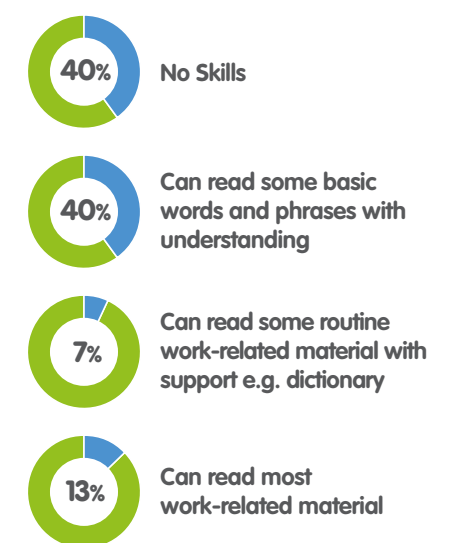 40%
No Skills
40%
Can read some basic
words and phrases with
understanding
7%
Can read some routine
work-related material with
support e.g. dictionary
13%
Can read most
work-related material